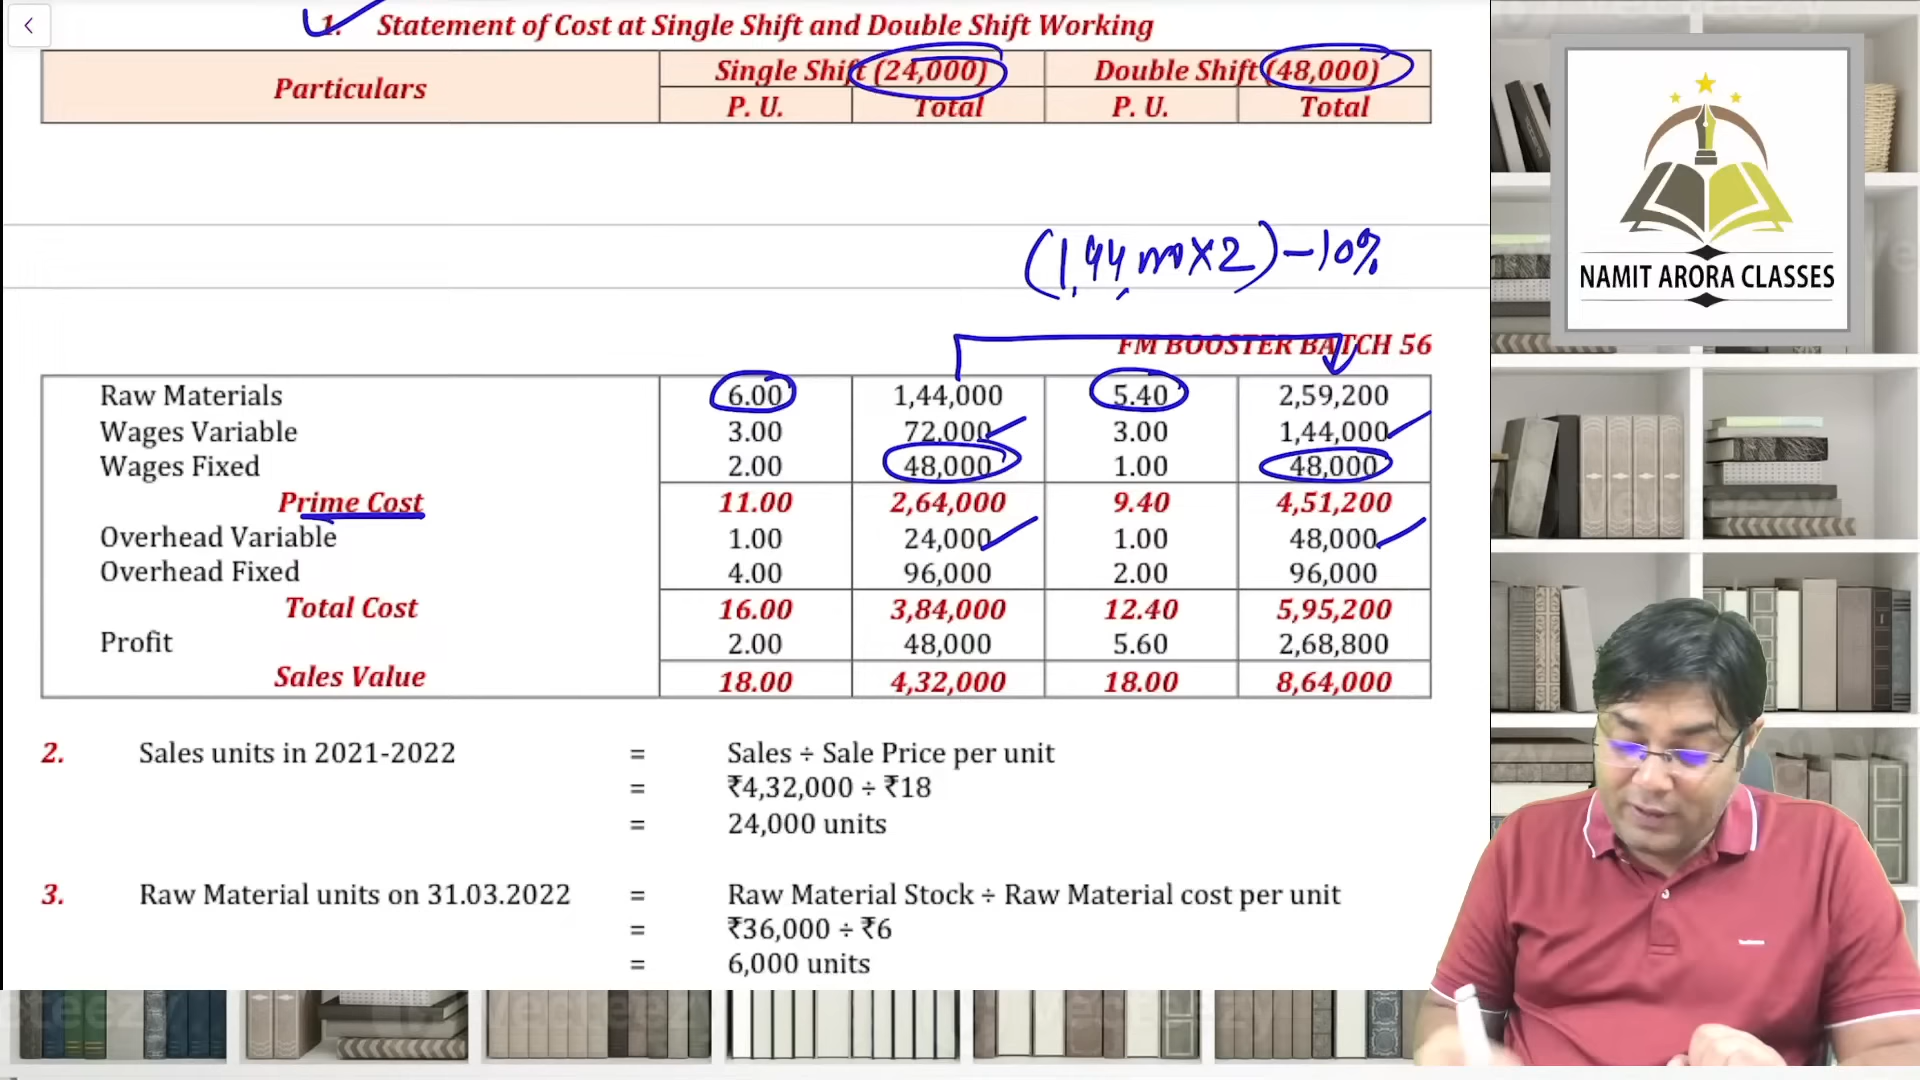 1. Statement of Cost at Single Shift and Double Shift Working
Particulars Single Shift (24,000) Double Shift (48,000)
P. U. Total P. U. Total
(1,44,000×2)-10%
FM BOOSTER BATCH 56
Raw Materials 6.00 1,44,000 5.40 2,59,200
Wages Variable 3.00 72,000 3.00 1,44,000
Wages Fixed 2.00 48,000 1.00 48,000
Prime Cost 11.00 2,64,000 9.40 4,51,200
Overhead Variable 1.00 24,000 1.00 48,000
Overhead Fixed 4.00 96,000 2.00 96,000
Total Cost 16.00 3,84,000 12.40 5,95,200
Profit 2.00 48,000 5.60 2,68,800
Sales Value 18.00 4,32,000 18.00 8,64,000
2. Sales units in 2021-2022 = Sales ÷ Sale Price per unit
= ₹4,32,000 ÷ ₹18
= 24,000 units
3. Raw Material units on 31.03.2022 = Raw Material Stock ÷ Raw Material cost per unit
= ₹36,000 ÷ ₹6
= 6,000 units
NAMIT ARORA CLASSES